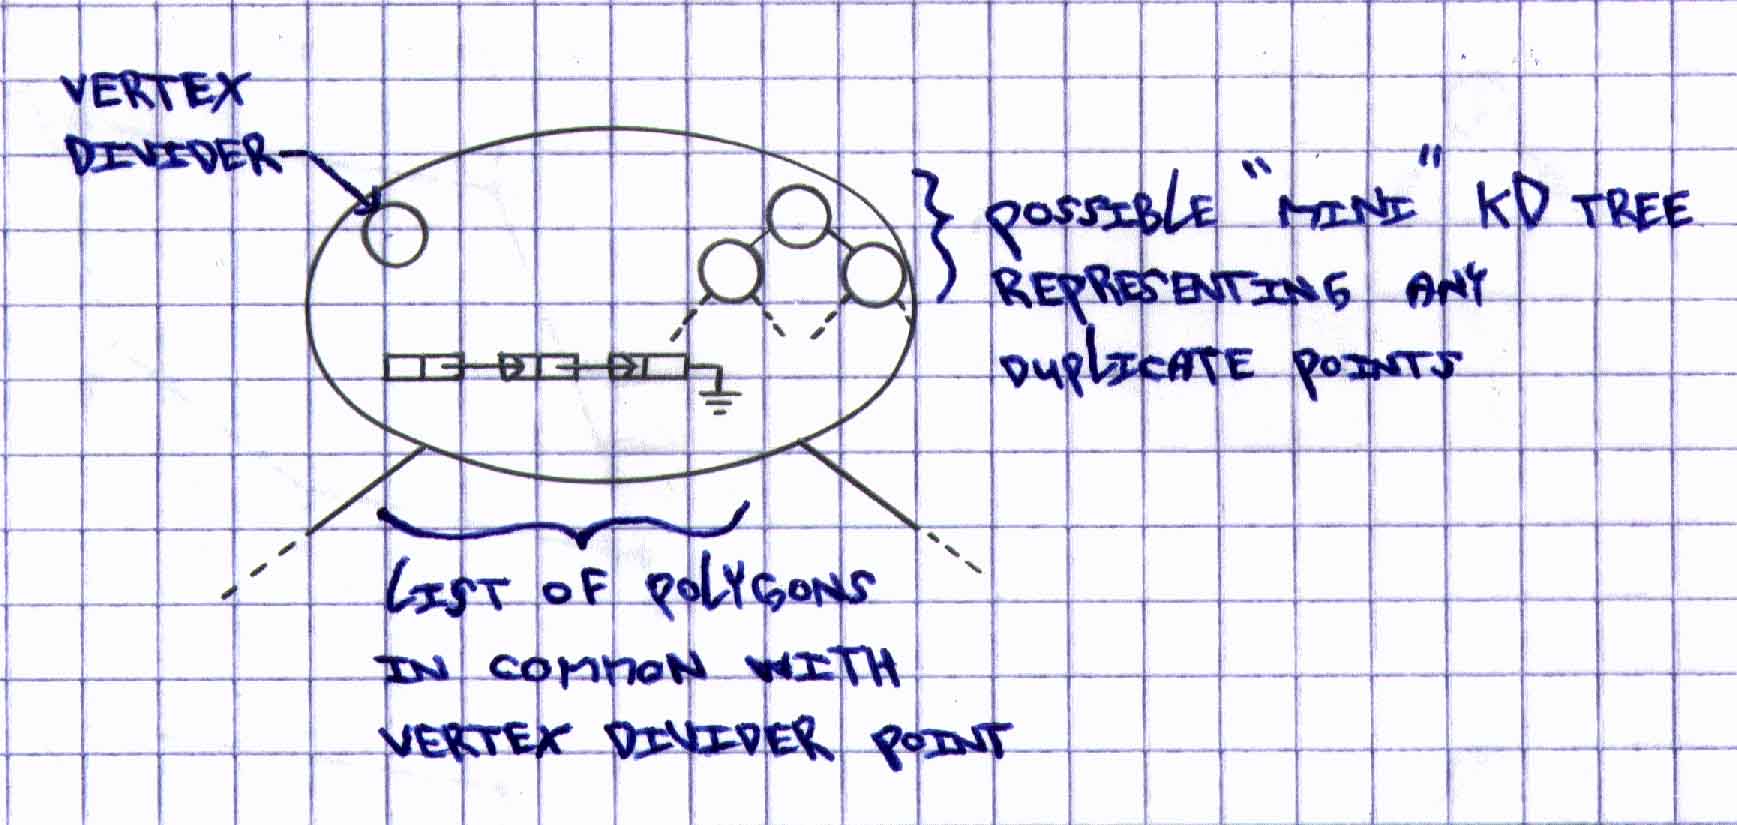 VERTEX
DIVIDER
POSSIBLE "MINI" KD TREE
REPRESENTING ANY
DUPLICATE POINTS
LIST OF POLYGONS
IN COMMON WITH
VERTEX DIVIDER POINT